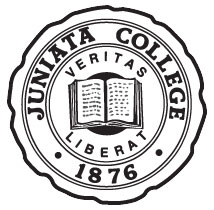 JUNIATA COLLEGE
VERITAS
LIBERAT
• 1876 •